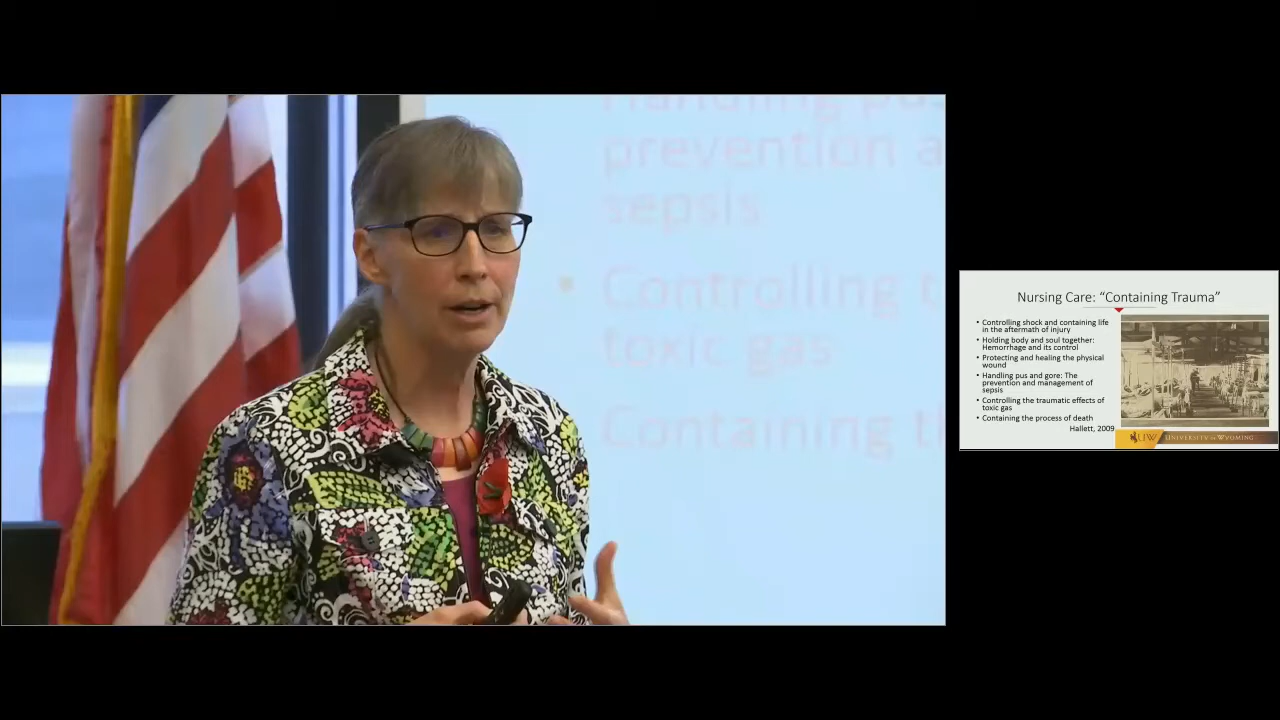 Handling pus
prevention a
sepsis
Controlling t
toxic gas
Containing th
Nursing Care: “Containing Trauma”
• Controlling shock and containing life
in the aftermath of injury
• Holding body and soul together:
Hemorrhage and its control
• Protecting and healing the physical
wound
• Handling pus and gore: The
prevention and management of
sepsis
• Controlling the traumatic effects of
toxic gas
• Containing the process of death
Hallett, 2009
UW UNIVERSITY OF WYOMING